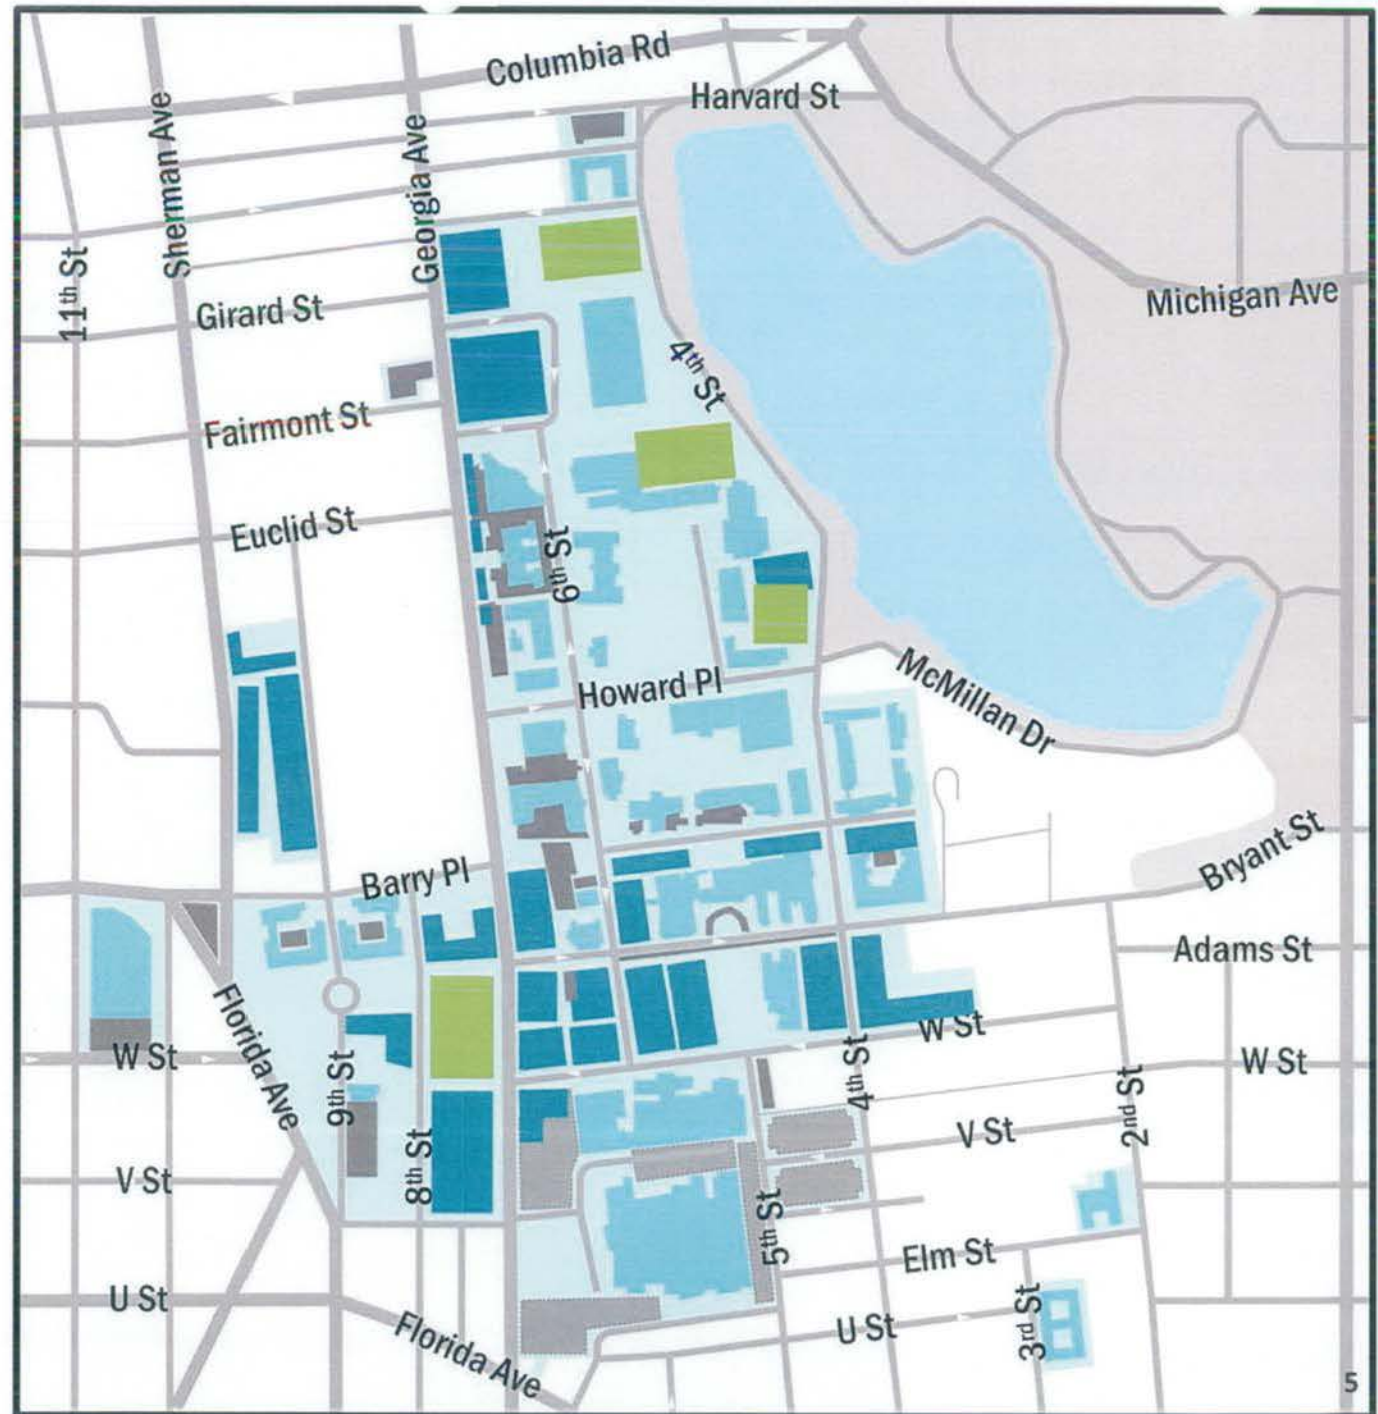 Columbia Rd
Harvard St
Sherman Ave
Georgia Ave
11th St
Girard St
Michigan Ave
4th St
Fairmont St
Euclid St
6th St
Howard Pl
McMillan Dr
Barry Pl
Bryant St
Adams St
Florida Ave
W St
W St
W St
9th St
4th St
2nd St
V St
V St
8th St
5th St
Elm St
U St
U St
3rd St
Florida Ave
5